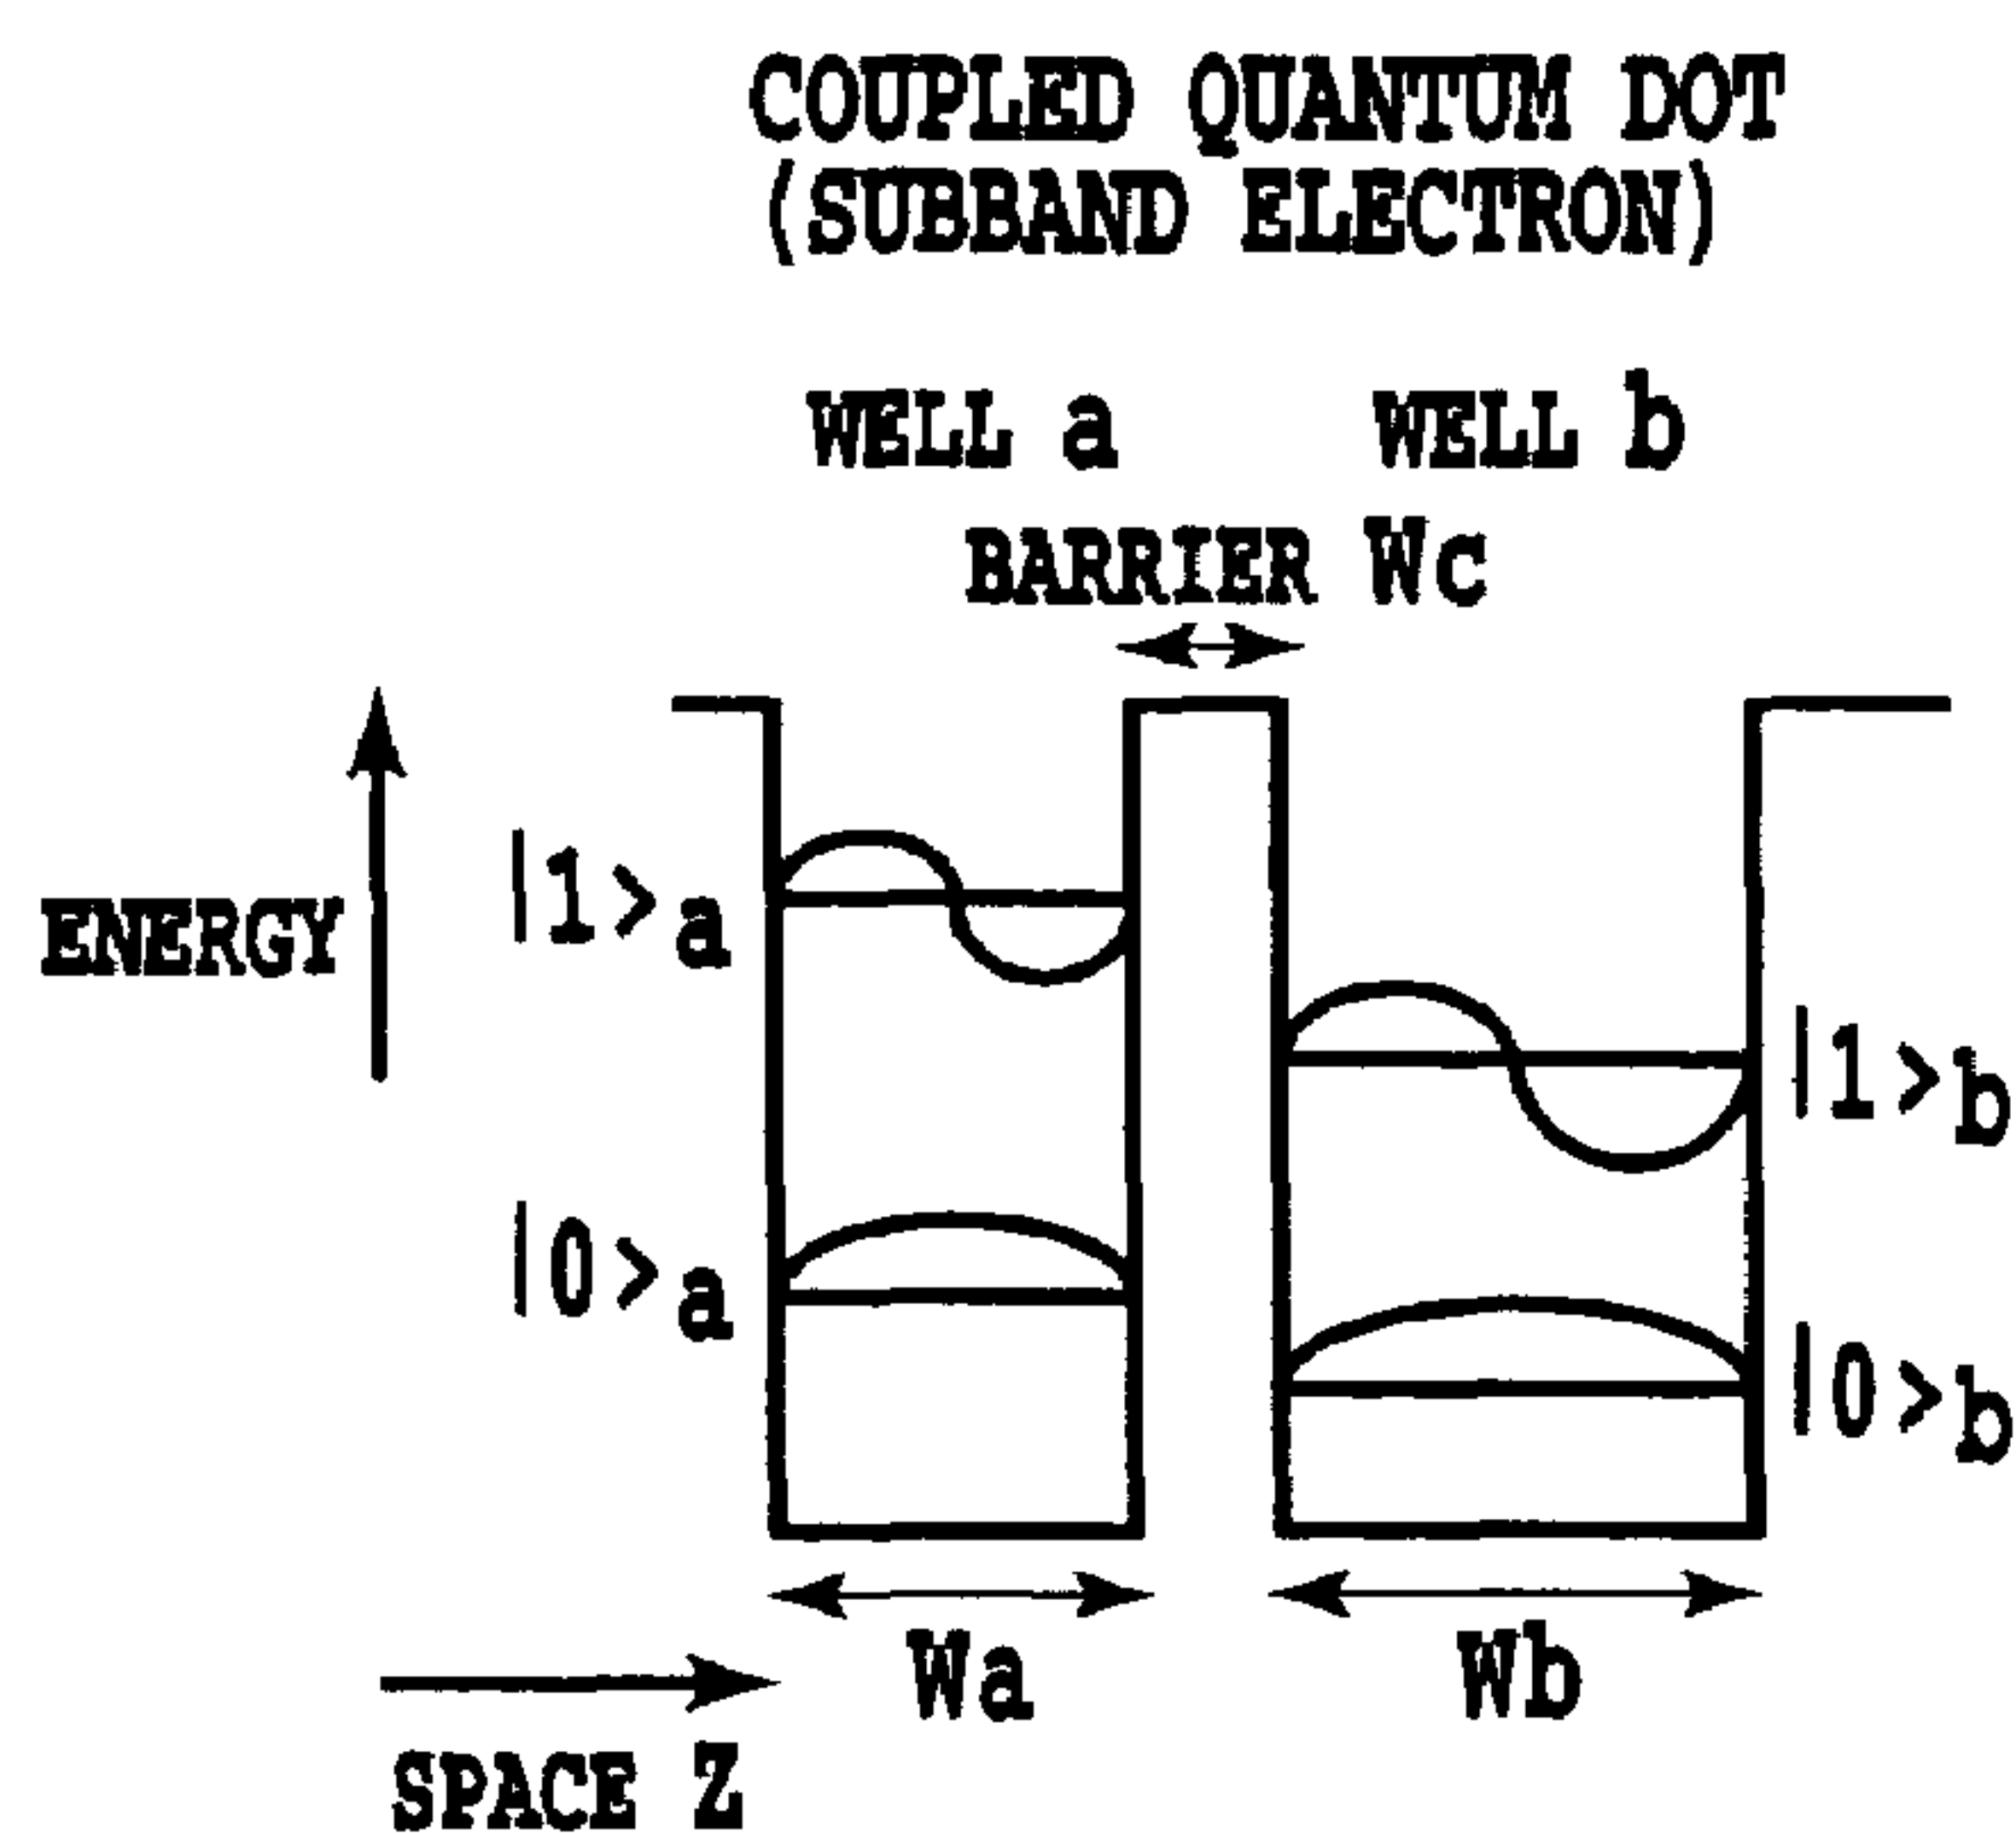 COUPLED QUANTUM DOT
(SUBBAND ELECTRON)
WELL a WELL b
BARRIER Wc
ENERGY
|1>a
|1>b
|0>a
|0>b
Wa Wb
SPACE Z